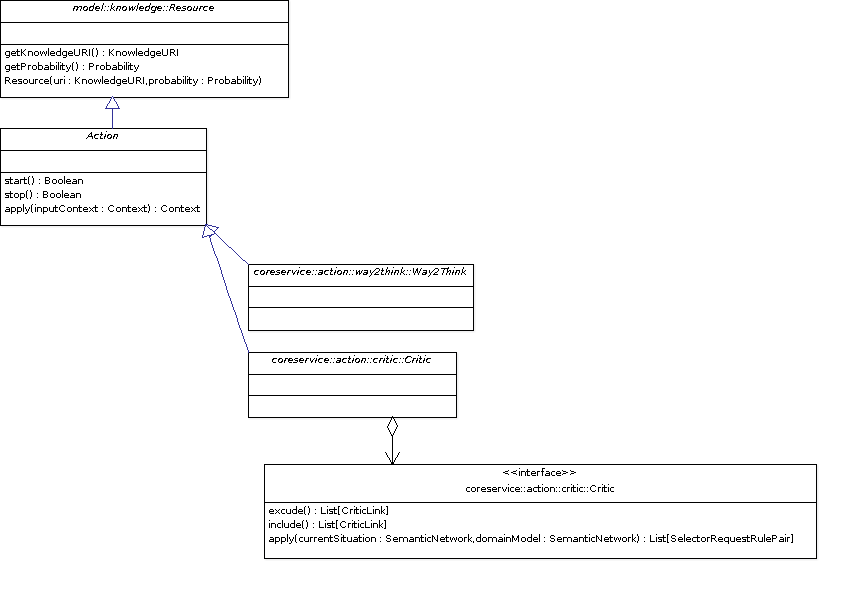 model::knowledge::Resource
getKnowledgeURI() : KnowledgeURI
getProbability() : Probability
Resource(uri : KnowledgeURI,probability : Probability)
Action
start() : Boolean
stop() : Boolean
apply(inputContext : Context) : Context
coreservice::action::way2think::Way2Think
coreservice::action::critic::Critic
<<interface>>
coreservice::action::critic::Critic
excude() : List[CriticLink]
include() : List[CriticLink]
apply(currentSituation : SemanticNetwork,domainModel : SemanticNetwork) : List[SelectorRequestRulePair]